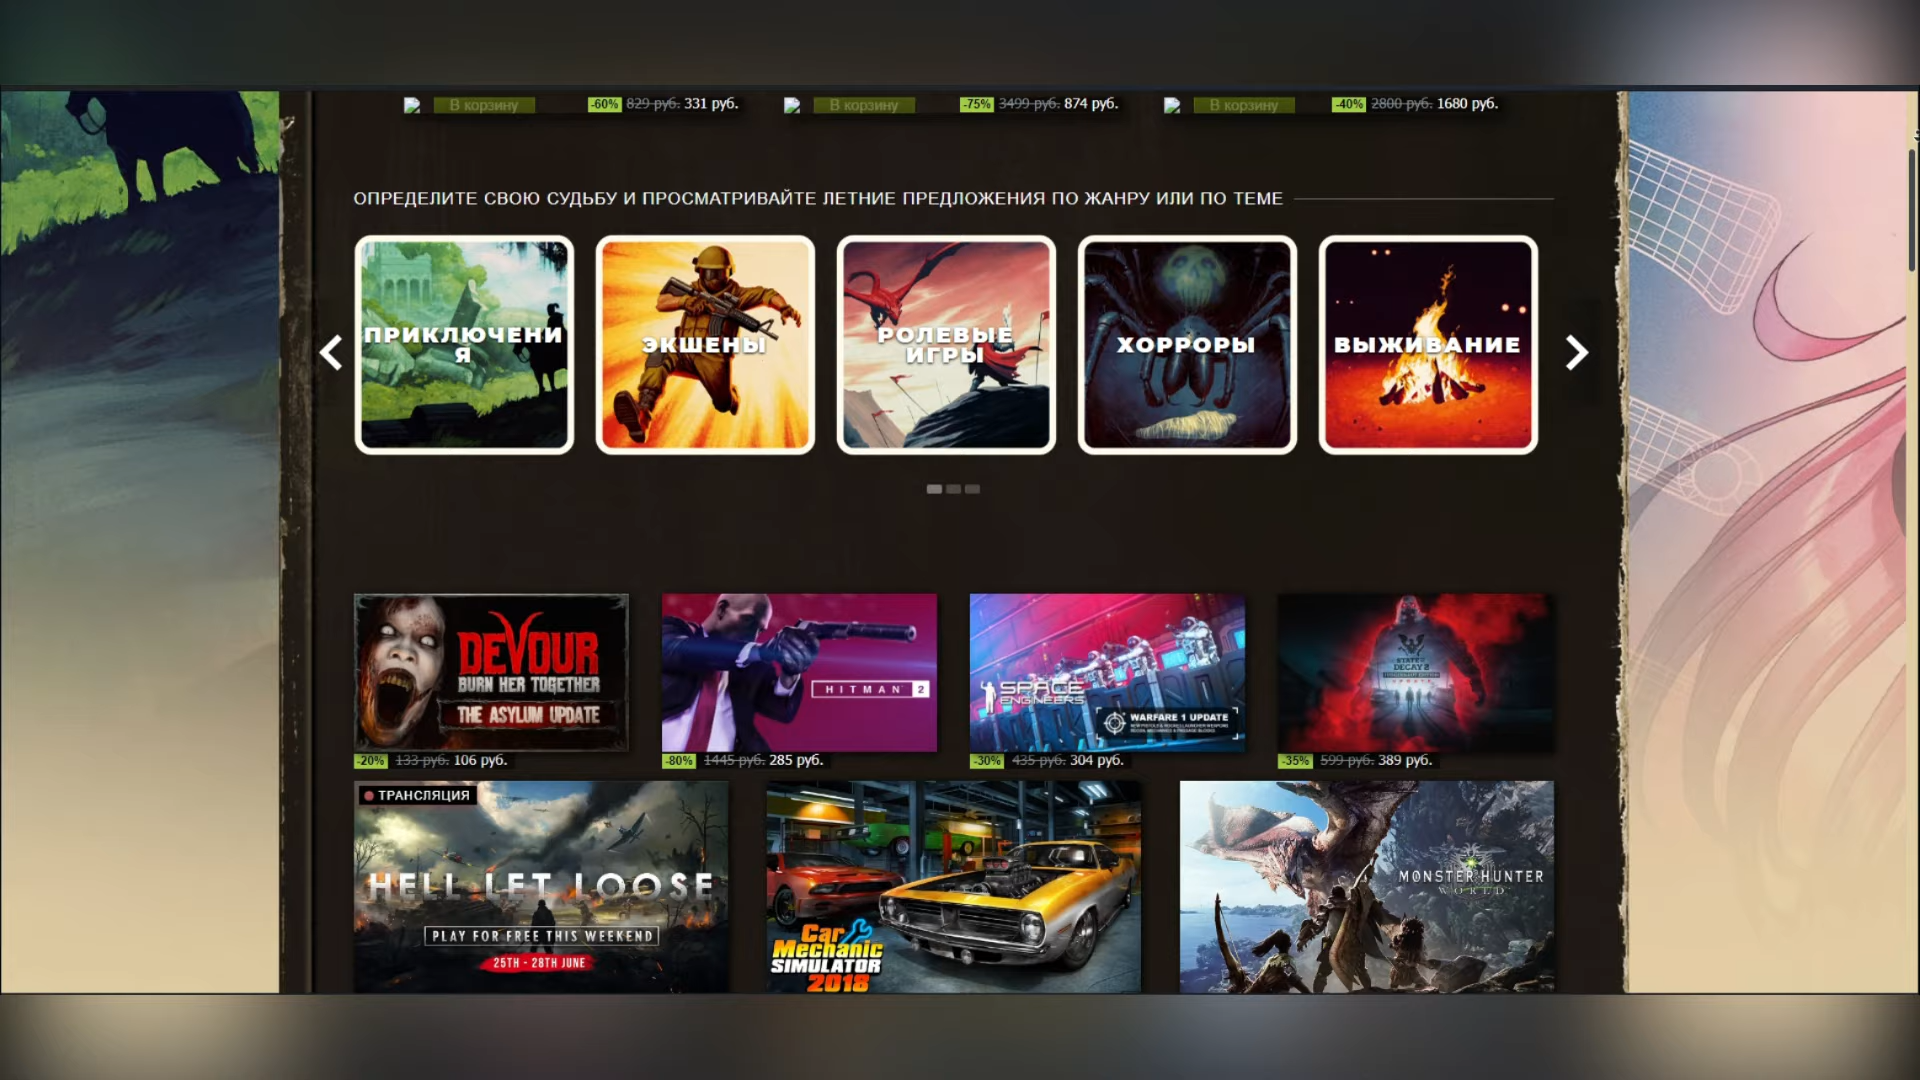 В корзину -60% 829 руб. 331 руб. В корзину -75% 3499 руб. 874 руб. В корзину -40% 2800 руб. 1680 руб.
ОПРЕДЕЛИТЕ СВОЮ СУДЬБУ И ПРОСМАТРИВАЙТЕ ЛЕТНИЕ ПРЕДЛОЖЕНИЯ ПО ЖАНРУ ИЛИ ПО ТЕМЕ
ПРИКЛЮЧЕНИ
Я
ЭКШЕНЫ
РОЛЕВЫЕ
ИГРЫ
ХОРРОРЫ
ВЫЖИВАНИЕ
DEVOUR
BURN HER TOGETHER
THE ASYLUM UPDATE
HITMAN 2
SPACE
ENGINEERS
WARFARE 1 UPDATE
STATE OF
DECAY 2
-20% 133 руб. 106 руб.
-80% 1445 руб. 285 руб.
-30% 435 руб. 304 руб.
-35% 599 руб. 389 руб.
ТРАНСЛЯЦИЯ
HELL LET LOOSE
PLAY FOR FREE THIS WEEKEND
25TH - 28TH JUNE
Car
Mechanic
SIMULATOR
2018
MONSTER HUNTER
WORLD